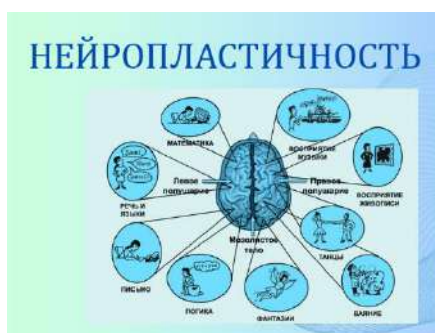 НЕЙРОПЛАСТИЧНОСТЬ
МАТЕМАТИКА
ВОСПРИЯТИЕ
МУЗЫКИ
Левое
полушарие
Правое
полушарие
РЕЧЬ И
ЯЗЫКИ
ВОСПРИЯТИЕ
ЖИВОПИСИ
Мозолистое
тело
ТАНЦЫ
ПИСЬМО
ЛОГИКА
ФАНТАЗИИ
ВАЯНИЕ